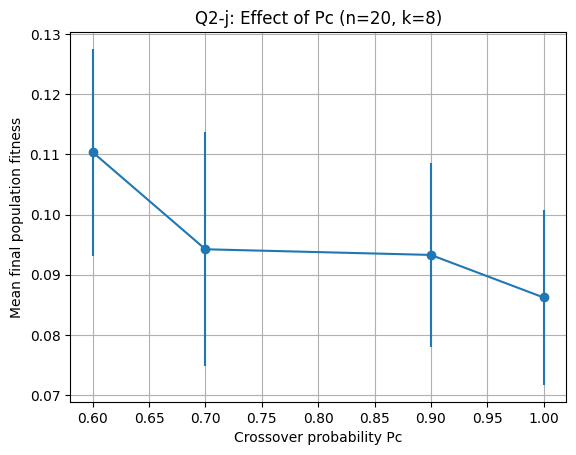 Q2-j: Effect of Pc (n=20, k=8)
Mean final population fitness
0.13
0.12
0.11
0.10
0.09
0.08
0.07
0.60 0.65 0.70 0.75 0.80 0.85 0.90 0.95 1.00
Crossover probability Pc